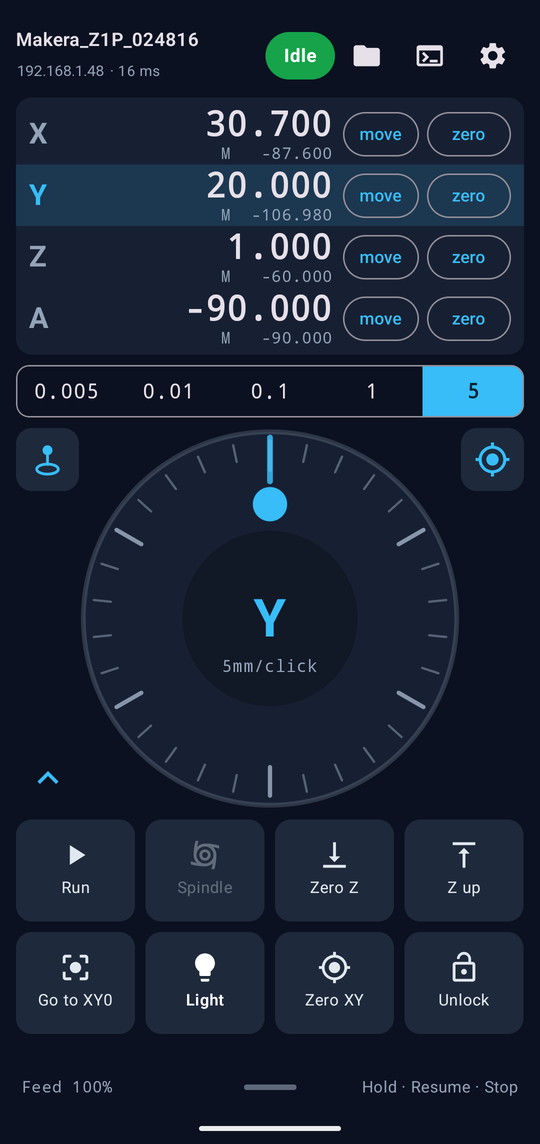 Makera_Z1P_024816
192.168.1.48 · 16 ms
Idle
X 30.700 move zero
M -87.600
Y 20.000 move zero
M -106.980
Z 1.000 move zero
M -60.000
A -90.000 move zero
M -90.000
0.005 0.01 0.1 1 5
Y
5mm/click
Run Spindle Zero Z Z up
Go to XY0 Light Zero XY Unlock
Feed 100% Hold · Resume · Stop